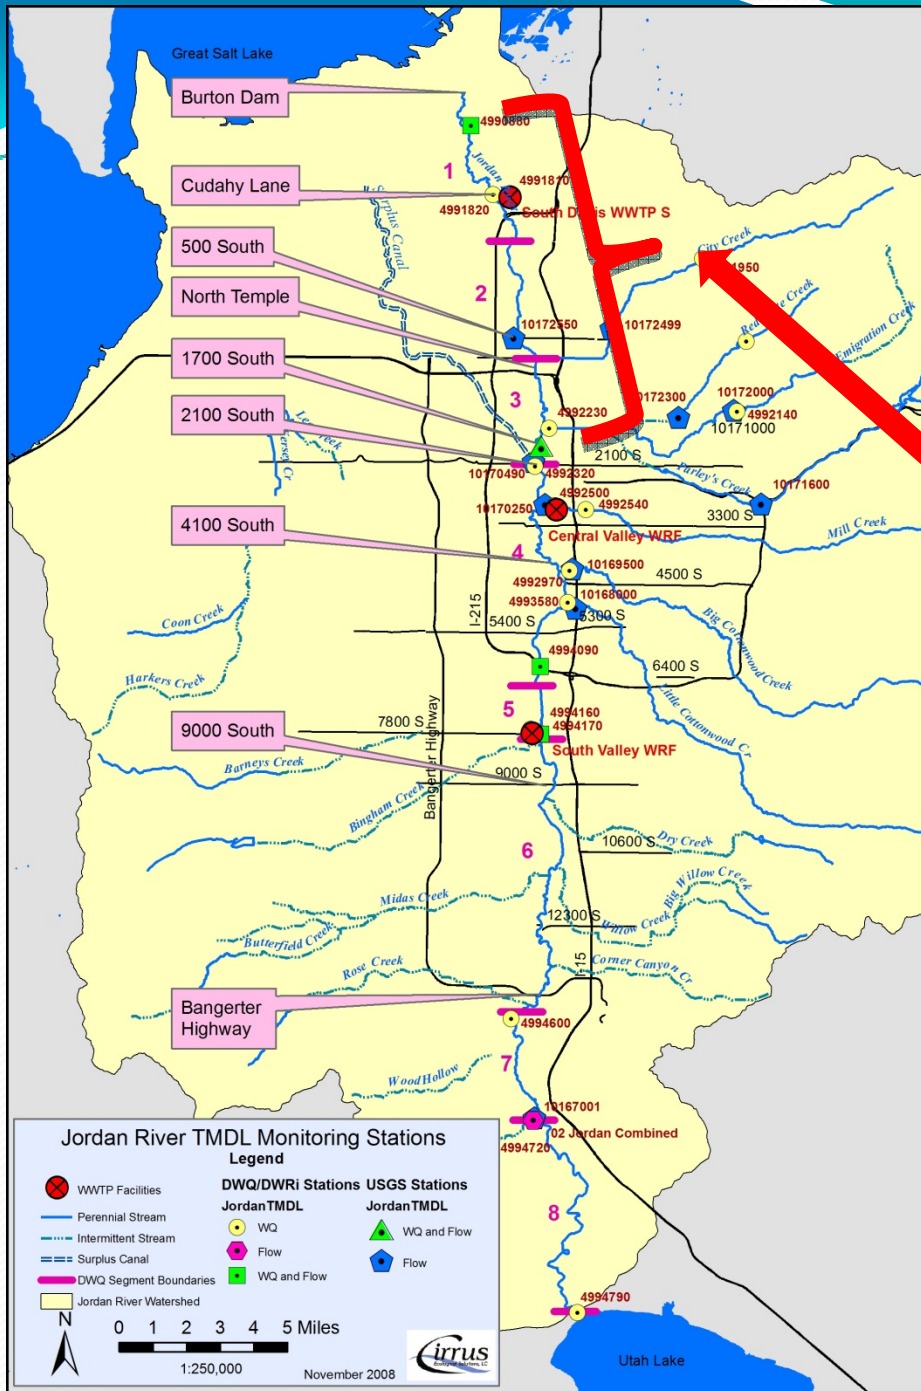 Great Salt Lake
Burton Dam
4990880
1
Jordan
Cudahy Lane
4991810
4991820
South Davis WWTP S
Surplus Canal
500 South
City Creek
1950
North Temple
2
10172550
10172499
Emigration Creek
1700 South
3
10172300
10172000
4992230
4992140
10171000
2100 South
2100 S
10170490
4992320
Parley's Creek
4992500
10171600
10170250
4992540
3300 S
4100 South
Central Valley WRF
Mill Creek
4
10169500
4992970
4500 S
Coon Creek
4993580
10168000
I-215
5400 S
5300 S
Big Cottonwood Creek
4994090
6400 S
Harkers Creek
Little Cottonwood Cr
5
4994160
9000 South
7800 S
4994170
South Valley WRF
Barneys Creek
Bangerter Highway
9000 S
Bingham Creek
Dry Creek
6
10600 S
Big Willow Creek
Midas Creek
12300 S
Willow Creek
Butterfield Creek
Rose Creek
I-15
Corner Canyon Cr
Bangerter
Highway
4994600
7
Wood Hollow
10167001
02 Jordan Combined
4994720
8
4994790
Utah Lake
Jordan River TMDL Monitoring Stations
Legend
WWTP Facilities
Perennial Stream
Intermittent Stream
Surplus Canal
DWQ Segment Boundaries
Jordan River Watershed
DWQ/DWRi Stations
JordanTMDL
WQ
Flow
WQ and Flow
USGS Stations
JordanTMDL
WQ and Flow
Flow
N
0 1 2 3 4 5 Miles
1:250,000
November 2008
Cirrus
Ecological Solutions, LC